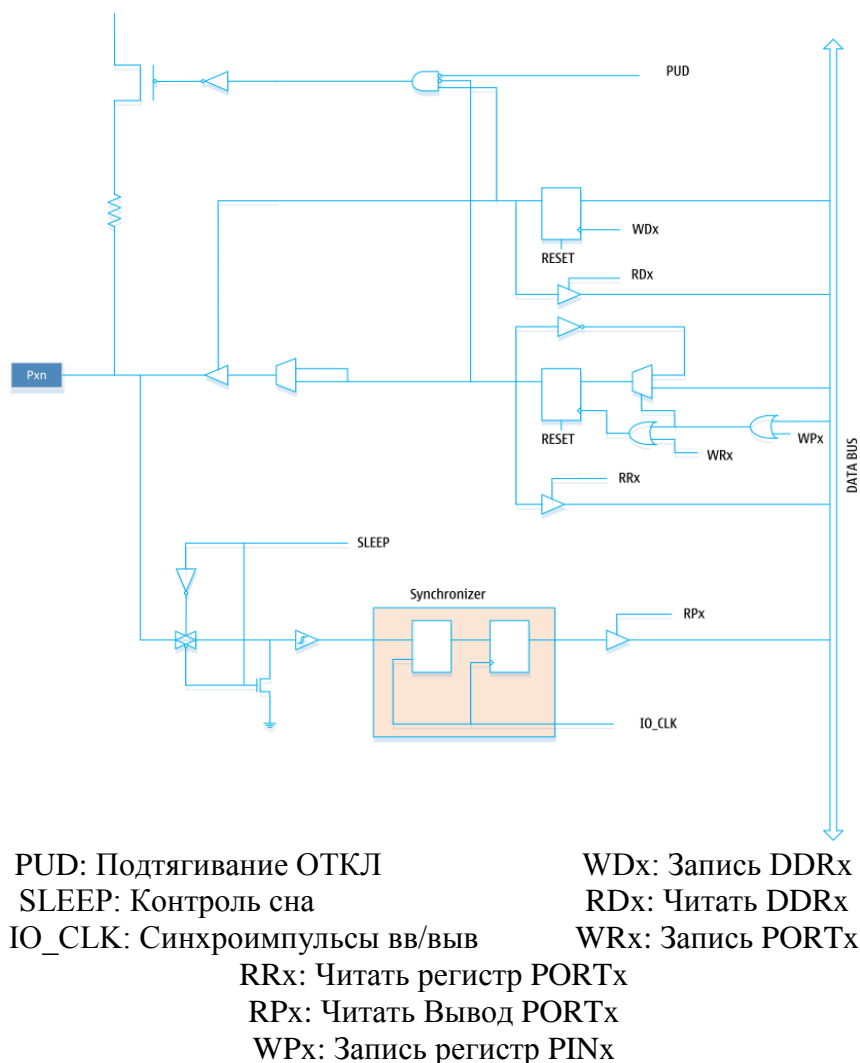 PUD
WDx
RESET
RDx
Pxn
RESET
WPx
WRx
DATA BUS
RRx
SLEEP
Synchronizer
RPx
IO_CLK
PUD: Подтягивание ОТКЛ WDx: Запись DDRx
SLEEP: Контроль сна RDx: Читать DDRx
IO_CLK: Синхроимпульсы вв/выв WRx: Запись PORTx
RRx: Читать регистр PORTx
RPx: Читать Вывод PORTx
WPx: Запись регистр PINx